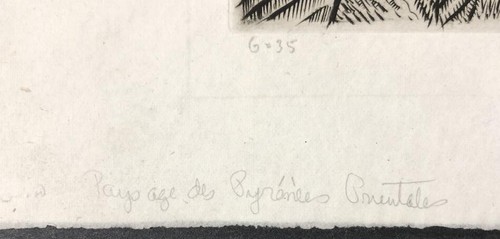 G=35
Paysage des Pyrénées Orientales